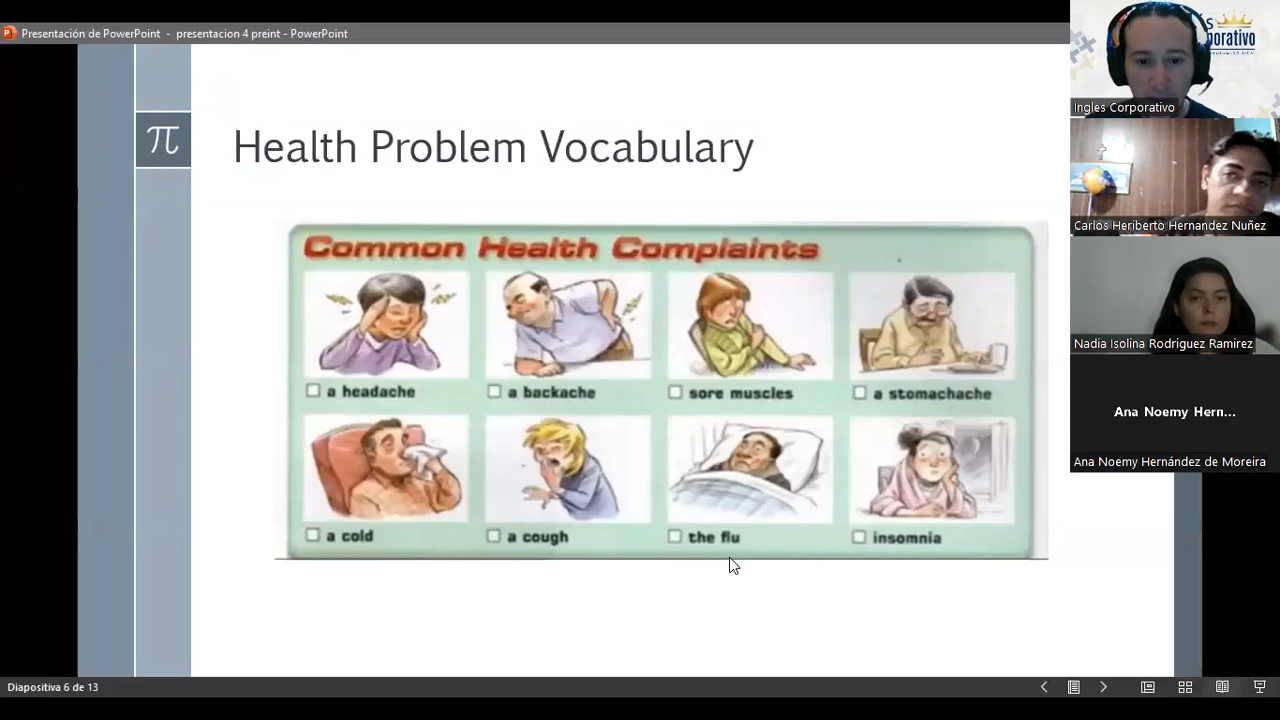 Presentación de PowerPoint - presentacion 4 preint - PowerPoint
π
Health Problem Vocabulary
Common Health Complaints
a headache
a backache
sore muscles
a stomachache
a cold
a cough
the flu
insomnia
Diapositiva 6 de 13
Ingles Corporativo
Carlos Heriberto Hernandez Nuñez
Nadia Isolina Rodriguez Ramirez
Ana Noemy Hern...
Ana Noemy Hernández de Moreira